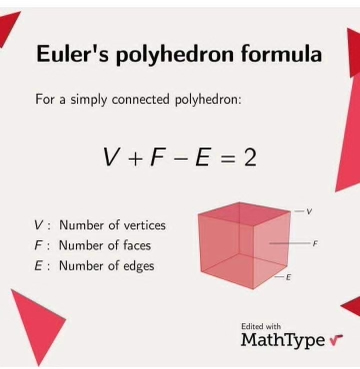 Euler's polyhedron formula
For a simply connected polyhedron:
V + F − E = 2
V : Number of vertices
F : Number of faces
E : Number of edges
V
F
E
Edited with
MathType